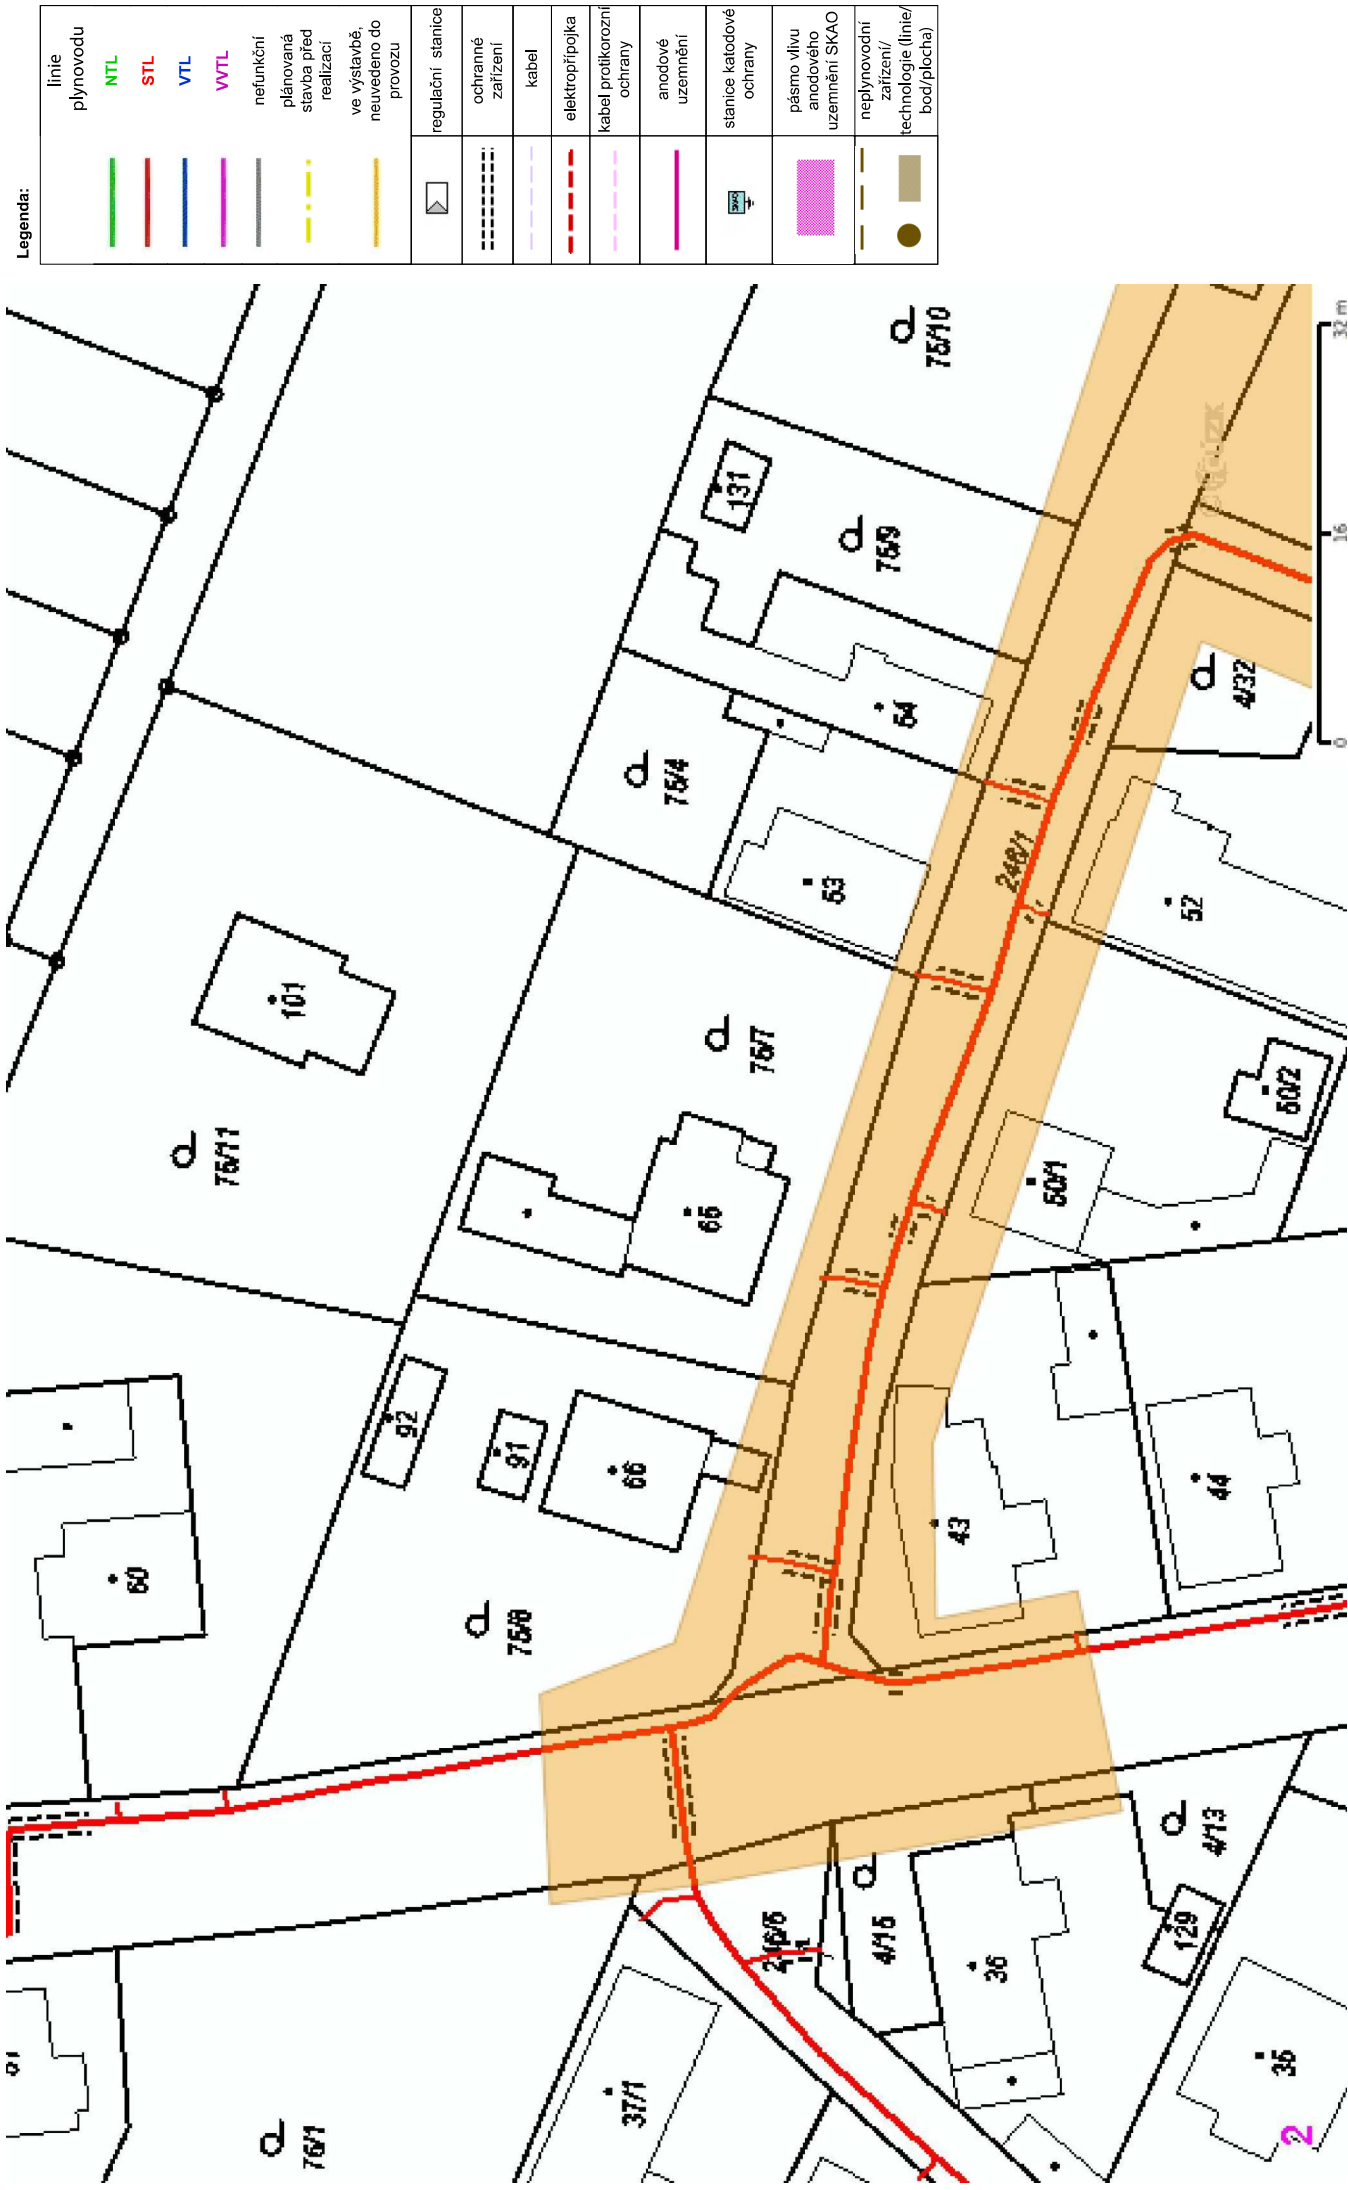 Legenda:
linie
plynovodu
NTL
STL
VTL
VVTL
nefunkční
plánovaná
stavba před
realizací
ve výstavbě,
neuvedeno do
provozu
regulační stanice
ochranné
zařízení
kabel
elektropřípojka
kabel protikorozní
ochrany
anodové
uzemnění
stanice katodové
ochrany
pásmo vlivu
anodového
uzemnění SKAO
neplynovodní
zařízení/
technologie (linie/
bod/plocha)
75/10
131
75/9
54
75/4
53
4/32
246/1
52
101
75/11
75/7
55
50/1
50/2
92
91
66
60
75/8
43
44
4/13
4/15
129
36
37/1
76/1
35
2
0
16
32 m